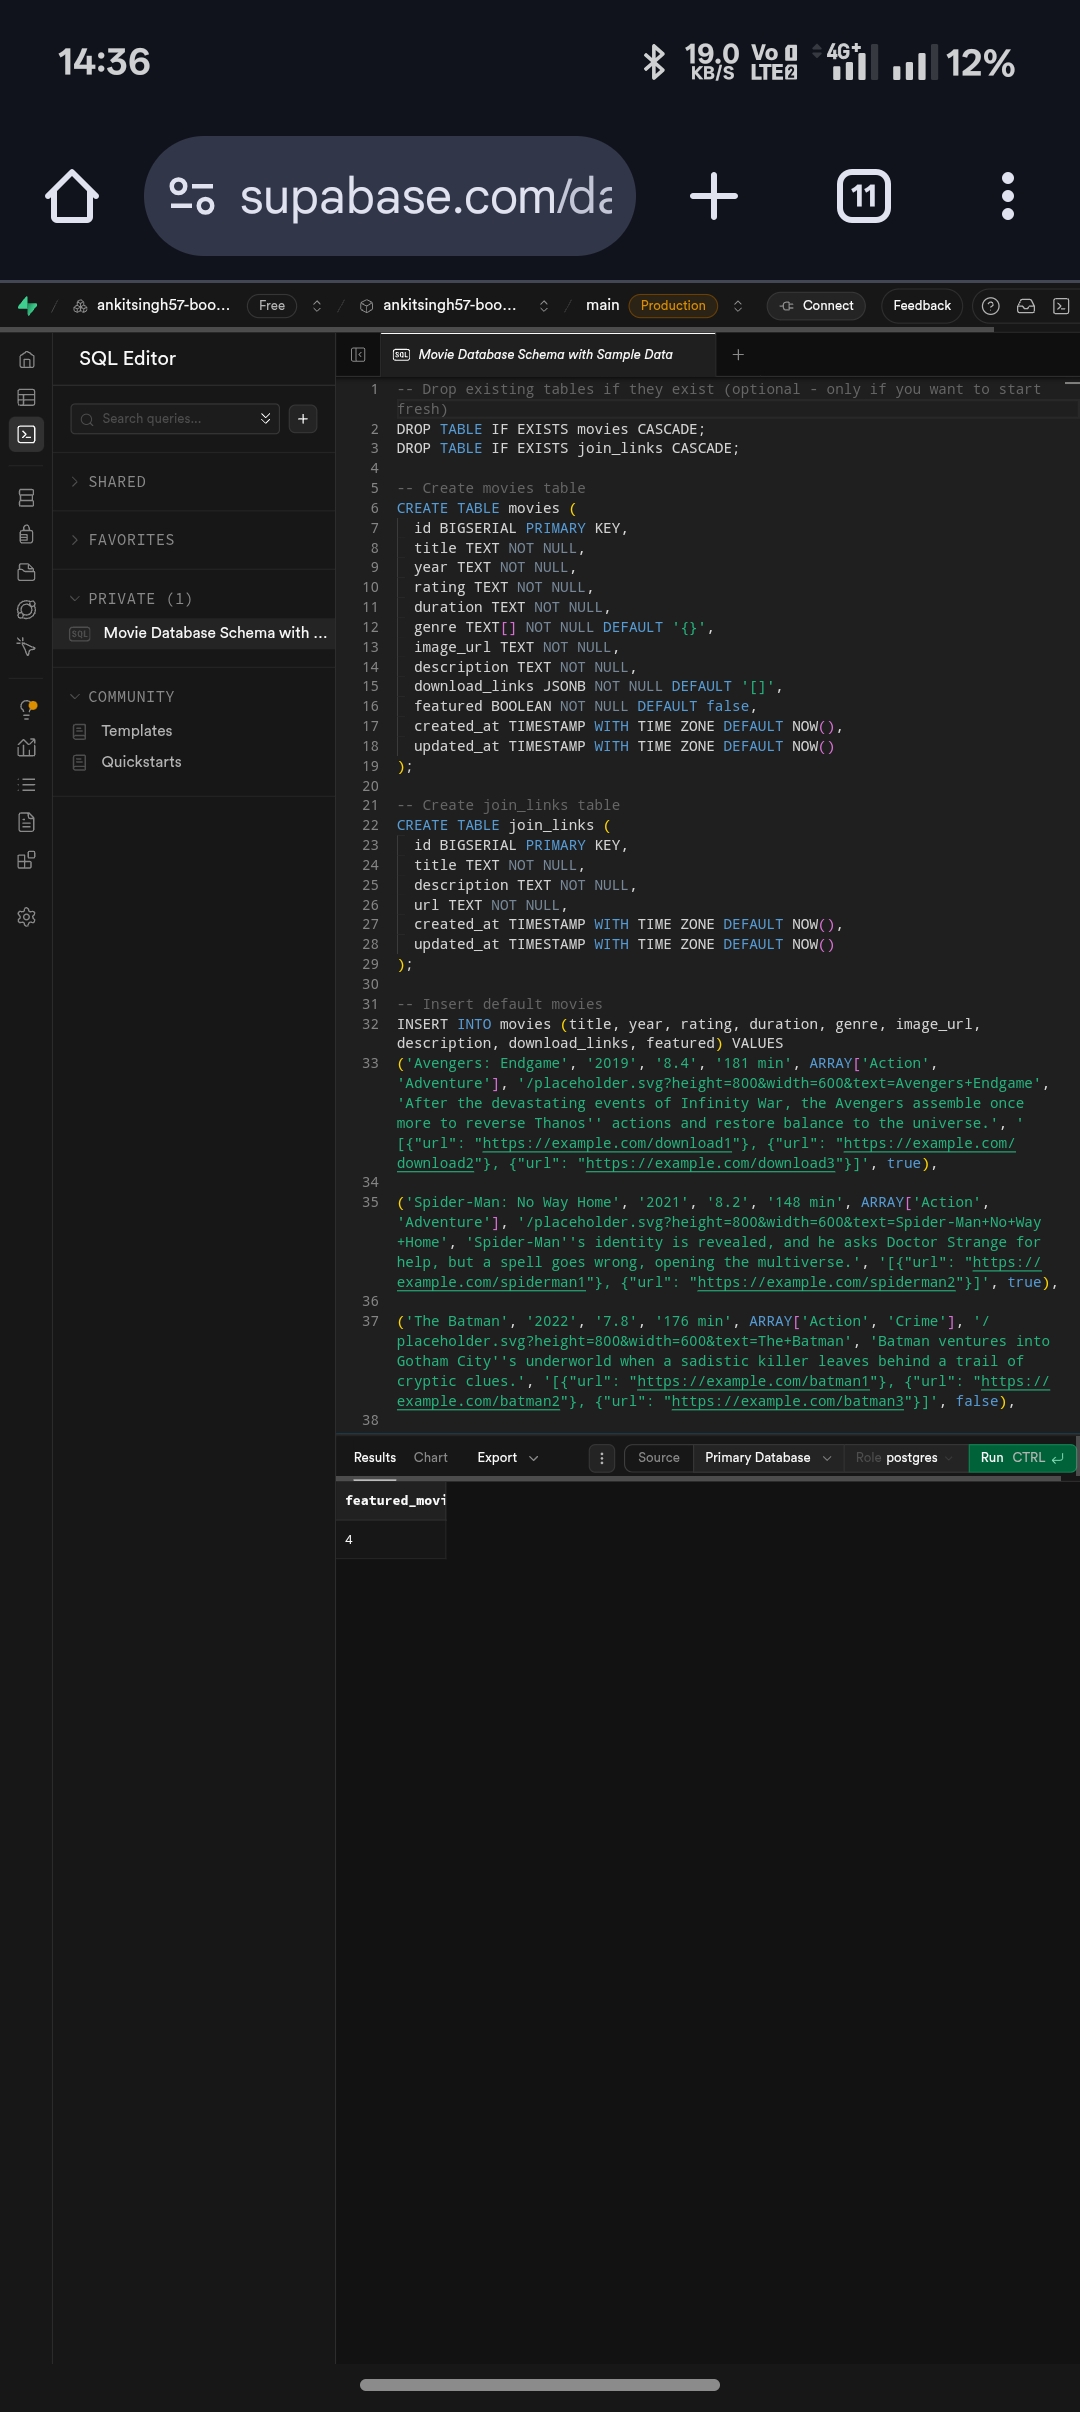 14:36
19.0 KB/S Vo 1 LTE2 4G+ 12%
supabase.com/da
11
ankitsingh57-boo... Free ankitsingh57-boo... main Production Connect Feedback
SQL Editor
SQL Movie Database Schema with Sample Data
Search queries...
SHARED
FAVORITES
PRIVATE (1)
SQL Movie Database Schema with ...
COMMUNITY
Templates
Quickstarts
1 -- Drop existing tables if they exist (optional - only if you want to start
fresh)
2 DROP TABLE IF EXISTS movies CASCADE;
3 DROP TABLE IF EXISTS join_links CASCADE;
4
5 -- Create movies table
6 CREATE TABLE movies (
7 id BIGSERIAL PRIMARY KEY,
8 title TEXT NOT NULL,
9 year TEXT NOT NULL,
10 rating TEXT NOT NULL,
11 duration TEXT NOT NULL,
12 genre TEXT[] NOT NULL DEFAULT '{}',
13 image_url TEXT NOT NULL,
14 description TEXT NOT NULL,
15 download_links JSONB NOT NULL DEFAULT '[]',
16 featured BOOLEAN NOT NULL DEFAULT false,
17 created_at TIMESTAMP WITH TIME ZONE DEFAULT NOW(),
18 updated_at TIMESTAMP WITH TIME ZONE DEFAULT NOW()
19 );
20
21 -- Create join_links table
22 CREATE TABLE join_links (
23 id BIGSERIAL PRIMARY KEY,
24 title TEXT NOT NULL,
25 description TEXT NOT NULL,
26 url TEXT NOT NULL,
27 created_at TIMESTAMP WITH TIME ZONE DEFAULT NOW(),
28 updated_at TIMESTAMP WITH TIME ZONE DEFAULT NOW()
29 );
30
31 -- Insert default movies
32 INSERT INTO movies (title, year, rating, duration, genre, image_url,
description, download_links, featured) VALUES
33 ('Avengers: Endgame', '2019', '8.4', '181 min', ARRAY['Action',
'Adventure'], '/placeholder.svg?height=800&width=600&text=Avengers+Endgame',
'After the devastating events of Infinity War, the Avengers assemble once
more to reverse Thanos'' actions and restore balance to the universe.', '
[{"url": "https://example.com/download1"}, {"url": "https://example.com/
download2"}, {"url": "https://example.com/download3"}]', true),
34
35 ('Spider-Man: No Way Home', '2021', '8.2', '148 min', ARRAY['Action',
'Adventure'], '/placeholder.svg?height=800&width=600&text=Spider-Man+No+Way
+Home', 'Spider-Man''s identity is revealed, and he asks Doctor Strange for
help, but a spell goes wrong, opening the multiverse.', '[{"url": "https://
example.com/spiderman1"}, {"url": "https://example.com/spiderman2"}]', true),
36
37 ('The Batman', '2022', '7.8', '176 min', ARRAY['Action', 'Crime'], '/
placeholder.svg?height=800&width=600&text=The+Batman', 'Batman ventures into
Gotham City''s underworld when a sadistic killer leaves behind a trail of
cryptic clues.', '[{"url": "https://example.com/batman1"}, {"url": "https://
example.com/batman2"}, {"url": "https://example.com/batman3"}]', false),
38
Results Chart Export Source Primary Database Role postgres Run CTRL
featured_movi
4